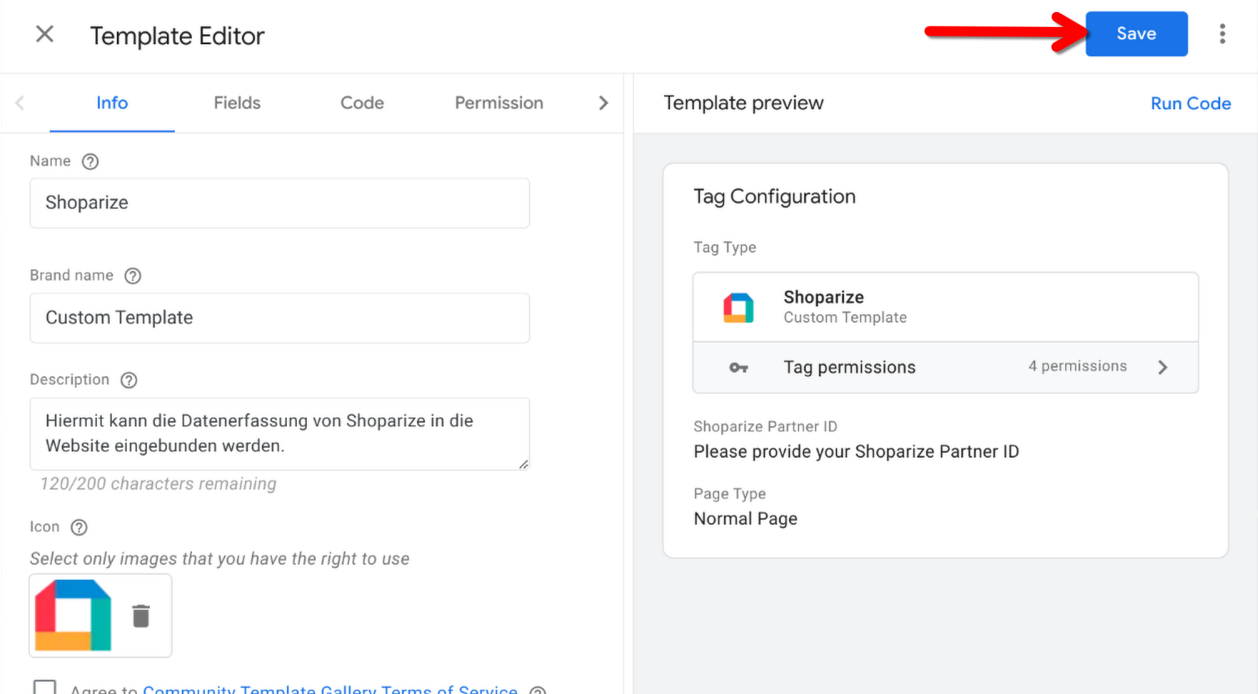 Template Editor
Save
Info
Fields
Code
Permission
Template preview
Run Code
Name
Shoparize
Brand name
Custom Template
Description
Hiermit kann die Datenerfassung von Shoparize in die
Website eingebunden werden.
120/200 characters remaining
Icon
Select only images that you have the right to use
Agree to Community Template Gallery Terms of Service
Tag Configuration
Tag Type
Shoparize
Custom Template
Tag permissions
4 permissions
Shoparize Partner ID
Please provide your Shoparize Partner ID
Page Type
Normal Page